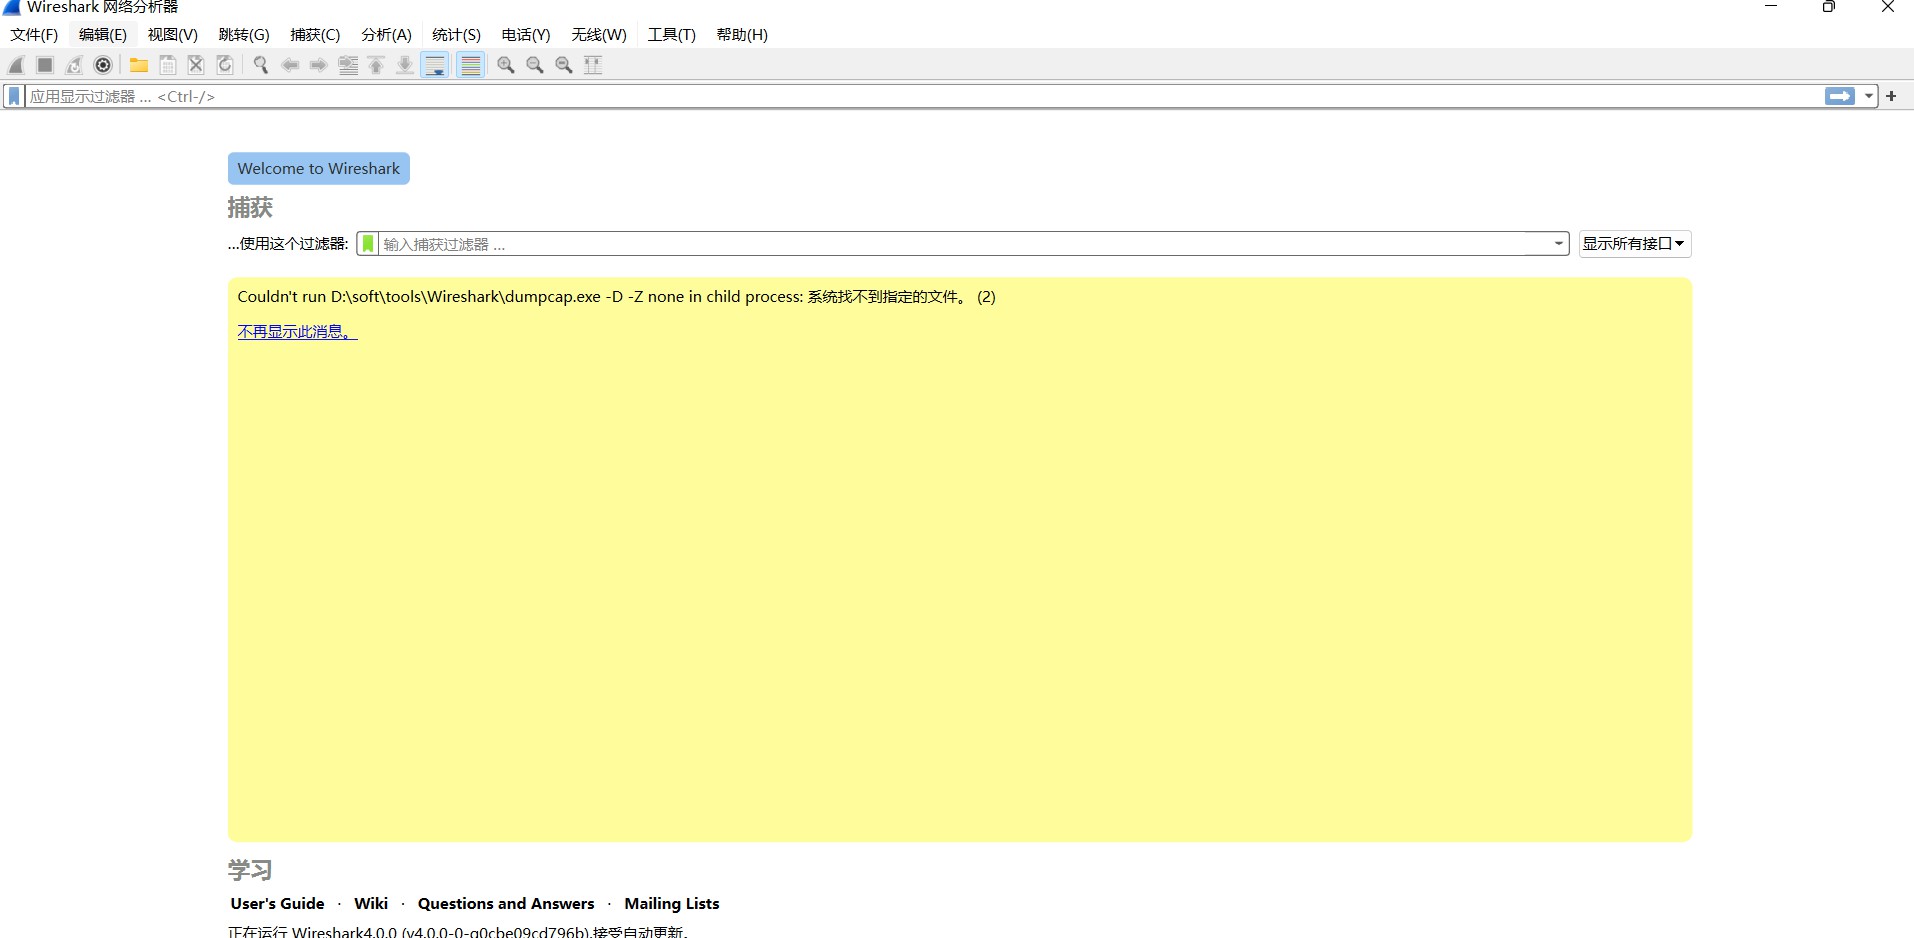 Wireshark 网络分析器
文件(F) 编辑(E) 视图(V) 跳转(G) 捕获(C) 分析(A) 统计(S) 电话(Y) 无线(W) 工具(T) 帮助(H)
应用显示过滤器 … <Ctrl-/>
Welcome to Wireshark
捕获
…使用这个过滤器: 输入捕获过滤器 … 显示所有接口
Couldn't run D:\soft\tools\Wireshark\dumpcap.exe -D -Z none in child process: 系统找不到指定的文件。 (2)
不再显示此消息。
学习
User's Guide · Wiki · Questions and Answers · Mailing Lists
正在运行 Wireshark4.0.0 (v4.0.0-0-g0cbe09cd796b).接受自动更新。